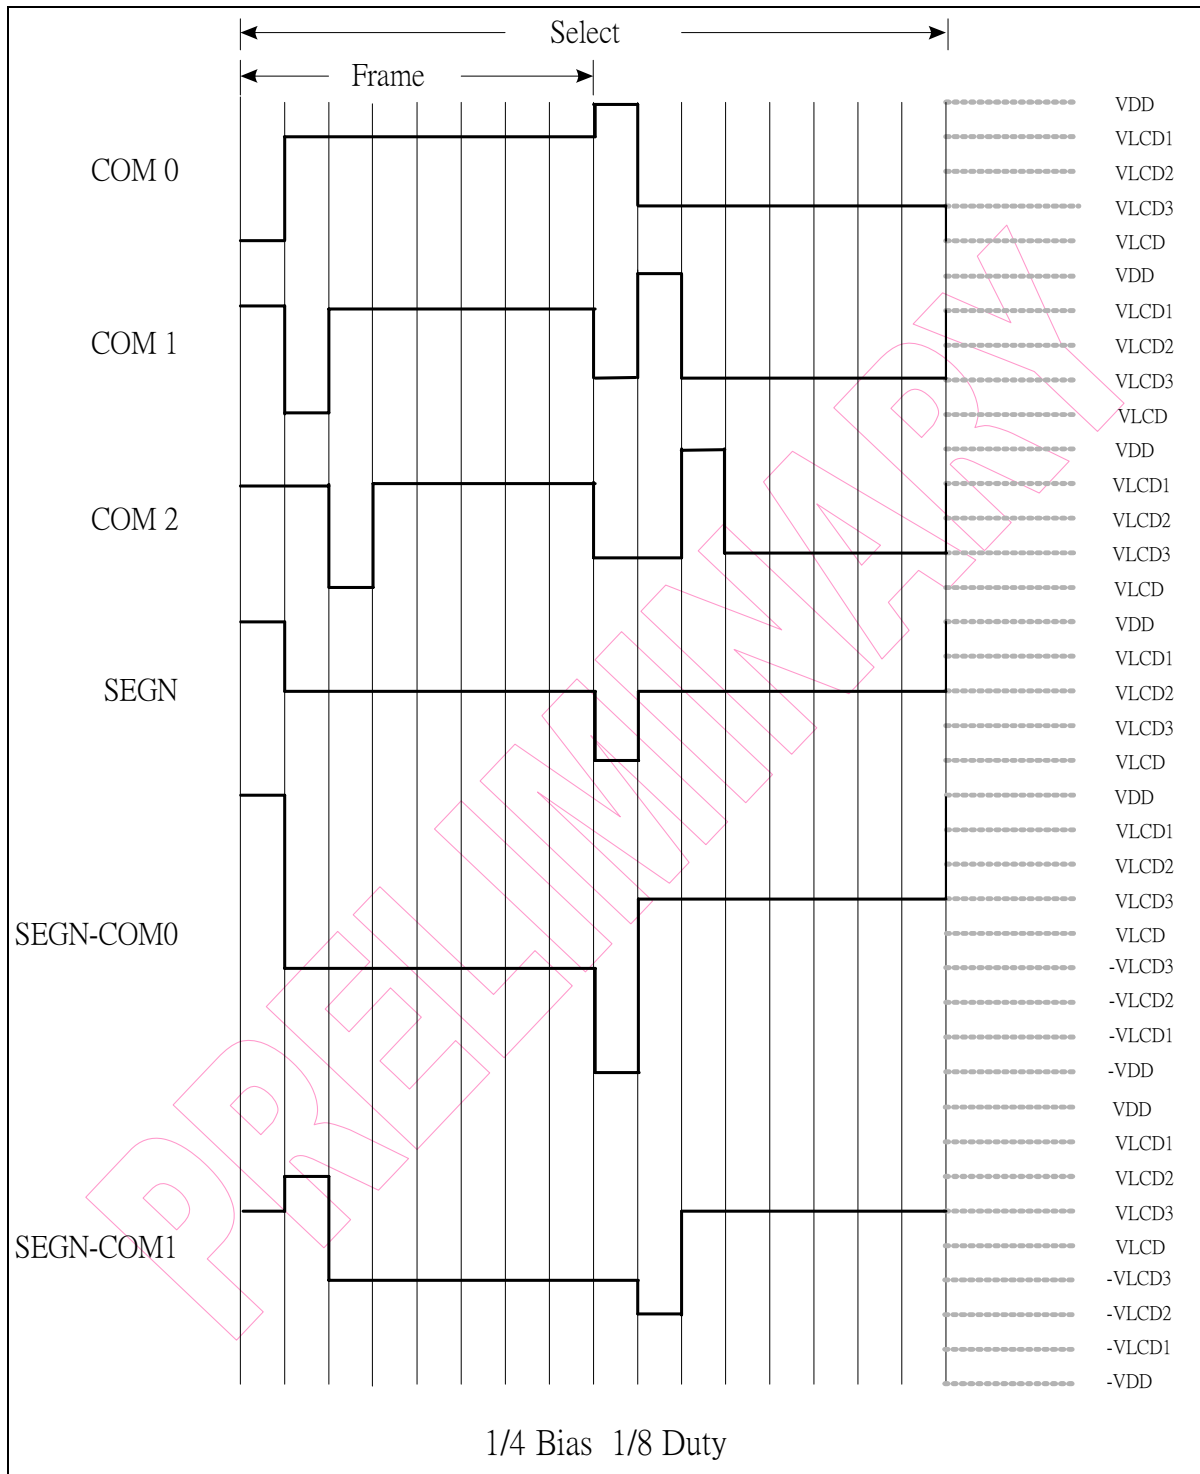 Select
Frame
COM 0
VDD
VLCD1
VLCD2
VLCD3
VLCD
COM 1
VDD
VLCD1
VLCD2
VLCD3
VLCD
COM 2
VDD
VLCD1
VLCD2
VLCD3
VLCD
SEGN
VDD
VLCD1
VLCD2
VLCD3
VLCD
SEGN-COM0
VDD
VLCD1
VLCD2
VLCD3
VLCD
-VLCD3
-VLCD2
-VLCD1
-VDD
SEGN-COM1
VDD
VLCD1
VLCD2
VLCD3
VLCD
-VLCD3
-VLCD2
-VLCD1
-VDD
1/4 Bias 1/8 Duty
PRELIMINARY